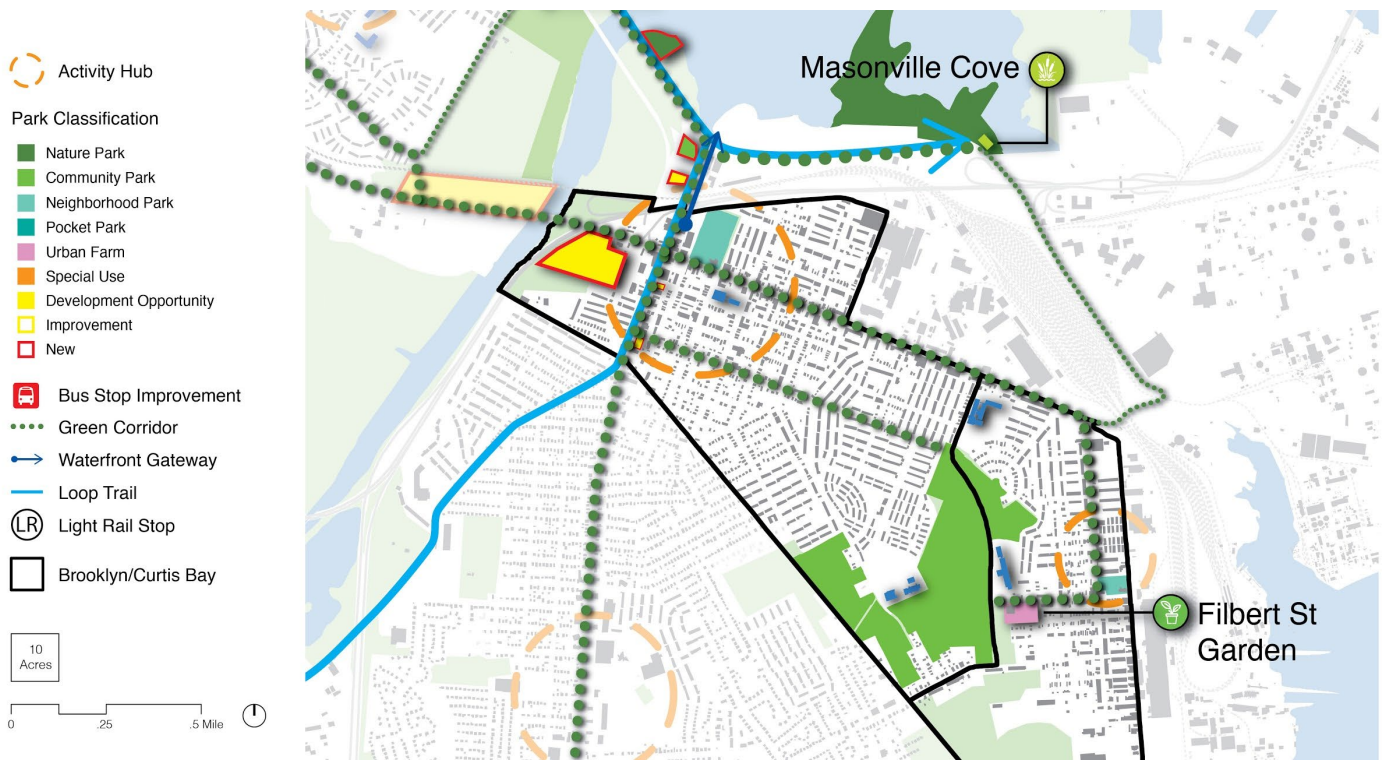 Activity Hub
Park Classification
Nature Park
Community Park
Neighborhood Park
Pocket Park
Urban Farm
Special Use
Development Opportunity
Improvement
New
Bus Stop Improvement
Green Corridor
Waterfront Gateway
Loop Trail
LR
Light Rail Stop
Brooklyn/Curtis Bay
10
Acres
0
.25
.5 Mile
Masonville Cove
Filbert St
Garden